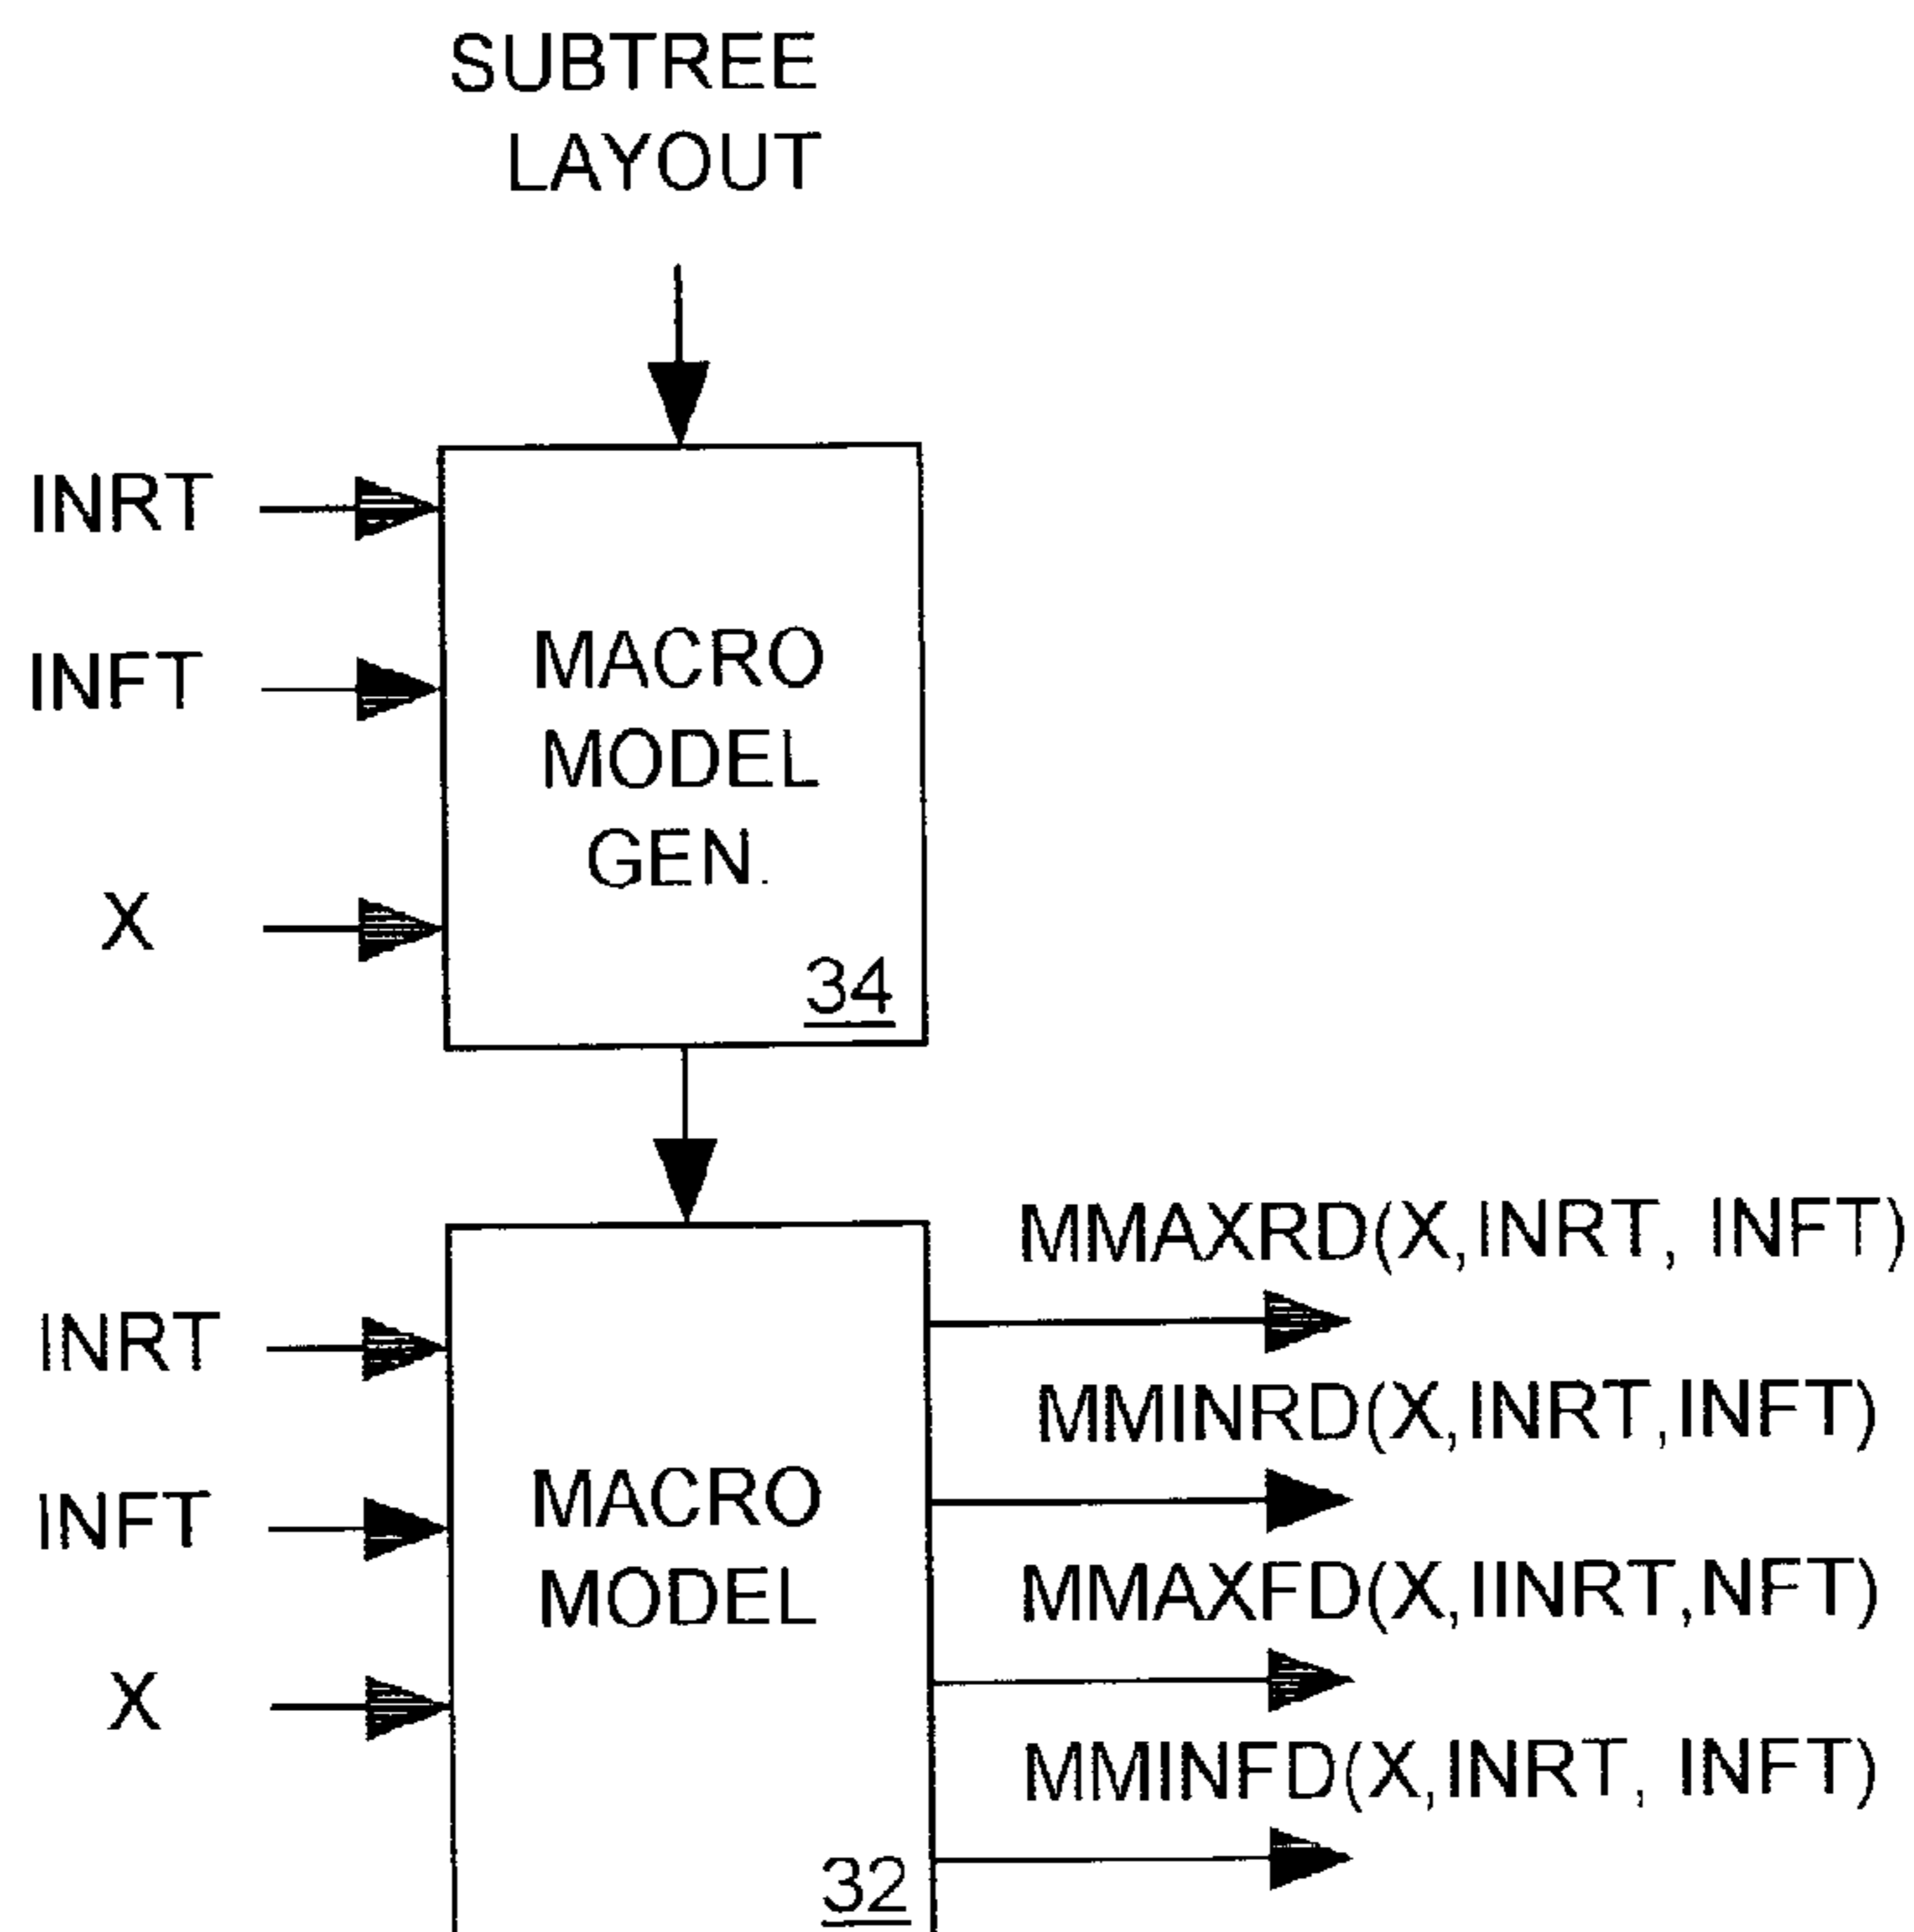 SUBTREE
LAYOUT
INRT
INFT
X
MACRO
MODEL
GEN.
34
INRT
INFT
X
MACRO
MODEL
32
MMAXRD(X,INRT, INFT)
MMINRD(X,INRT,INFT)
MMAXFD(X,IINRT,NFT)
MMINFD(X,INRT, INFT)